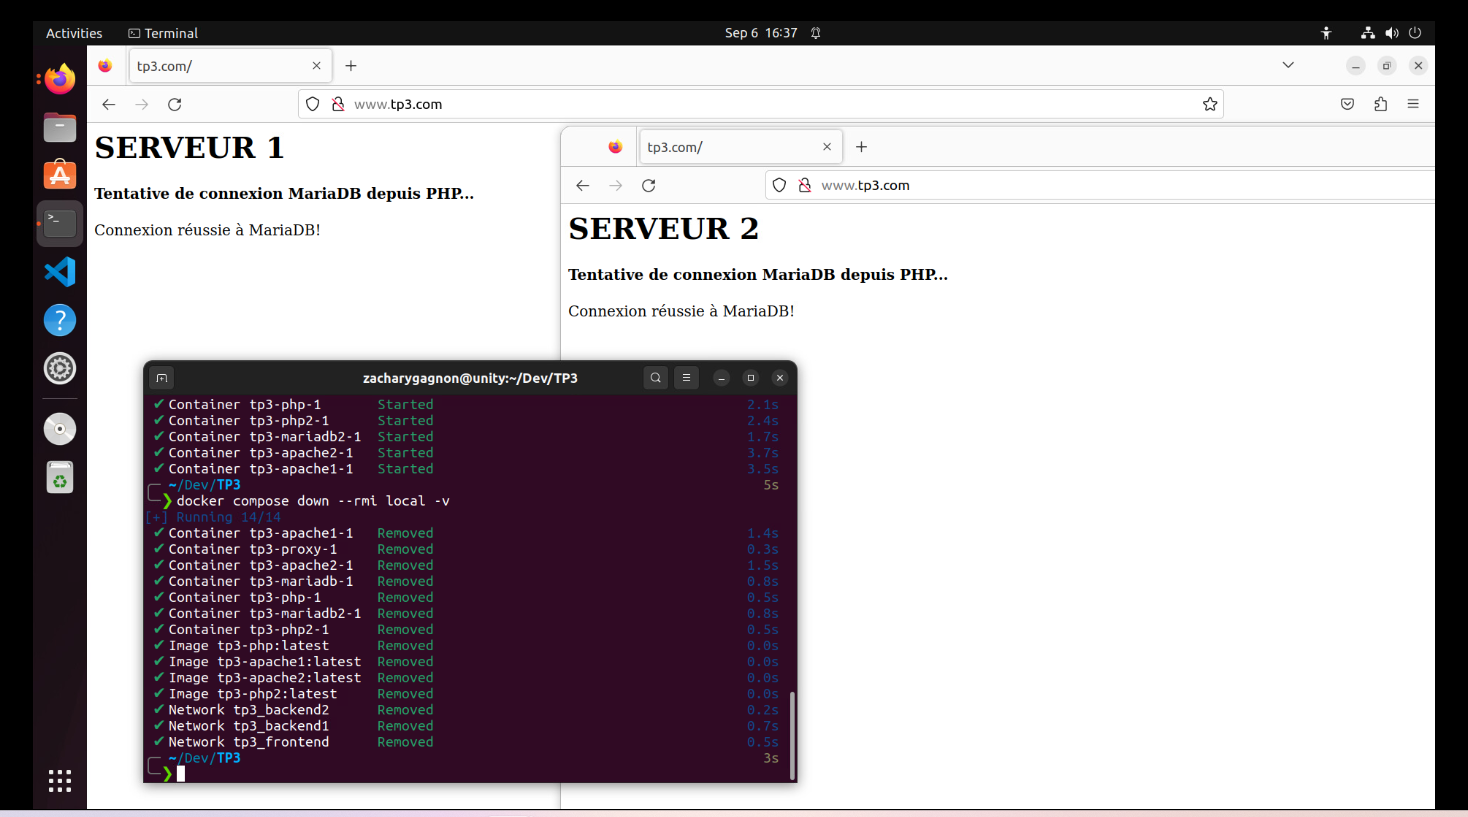 Activities
Terminal
Sep 6 16:37
tp3.com/
www.tp3.com
SERVEUR 1
Tentative de connexion MariaDB depuis PHP...
Connexion réussie à MariaDB!
tp3.com/
www.tp3.com
SERVEUR 2
Tentative de connexion MariaDB depuis PHP...
Connexion réussie à MariaDB!
zacharygagnon@unity:~/Dev/TP3
✔ Container tp3-php-1 Started 2.1s
✔ Container tp3-php2-1 Started 2.4s
✔ Container tp3-mariadb2-1 Started 1.7s
✔ Container tp3-apache2-1 Started 3.7s
✔ Container tp3-apache1-1 Started 3.5s
~/Dev/TP3 5s
❯ docker compose down --rmi local -v
[+] Running 14/14
✔ Container tp3-apache1-1 Removed 1.4s
✔ Container tp3-proxy-1 Removed 0.3s
✔ Container tp3-apache2-1 Removed 1.5s
✔ Container tp3-mariadb-1 Removed 0.8s
✔ Container tp3-php-1 Removed 0.5s
✔ Container tp3-mariadb2-1 Removed 0.8s
✔ Container tp3-php2-1 Removed 0.5s
✔ Image tp3-php:latest Removed 0.0s
✔ Image tp3-apache1:latest Removed 0.0s
✔ Image tp3-apache2:latest Removed 0.0s
✔ Image tp3-php2:latest Removed 0.0s
✔ Network tp3_backend2 Removed 0.2s
✔ Network tp3_backend1 Removed 0.7s
✔ Network tp3_frontend Removed 0.5s
~/Dev/TP3 3s
❯